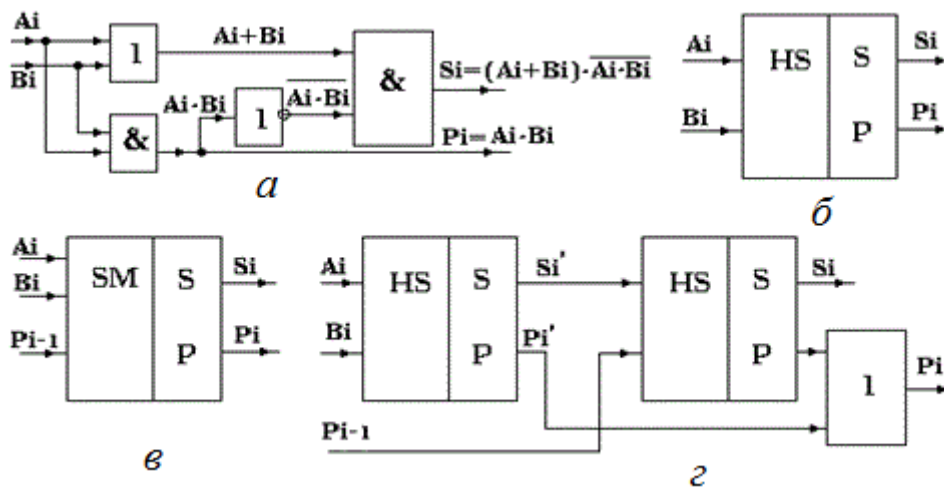 Ai
Bi
1
Ai+Bi
&
Ai·Bi
1
Ai·Bi
&
Si=(Ai+Bi)·Ai·Bi
Pi=Ai·Bi
а
Ai
Bi
HS
S
P
Si
Pi
б
Ai
Bi
Pi-1
SM
S
P
Si
Pi
в
Ai
Bi
HS
S
P
Si'
Pi'
Pi-1
HS
S
P
Si
1
Pi
г